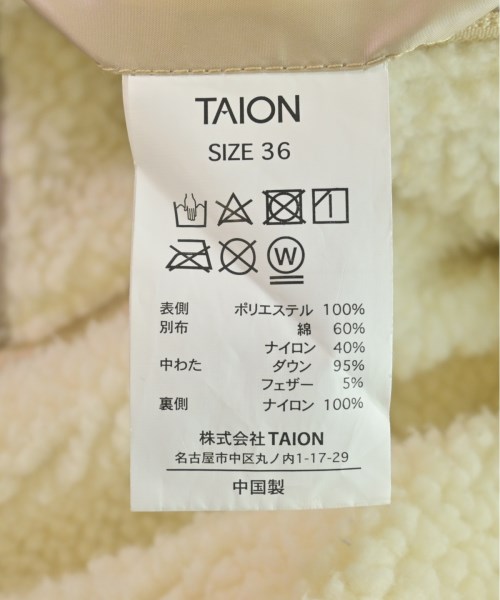 TAION
SIZE 36
W
表側 ポリエステル 100%
別布 綿 60%
ナイロン 40%
中わた ダウン 95%
フェザー 5%
裏側 ナイロン 100%
株式会社 TAION
名古屋市中区丸ノ内1-17-29
中国製